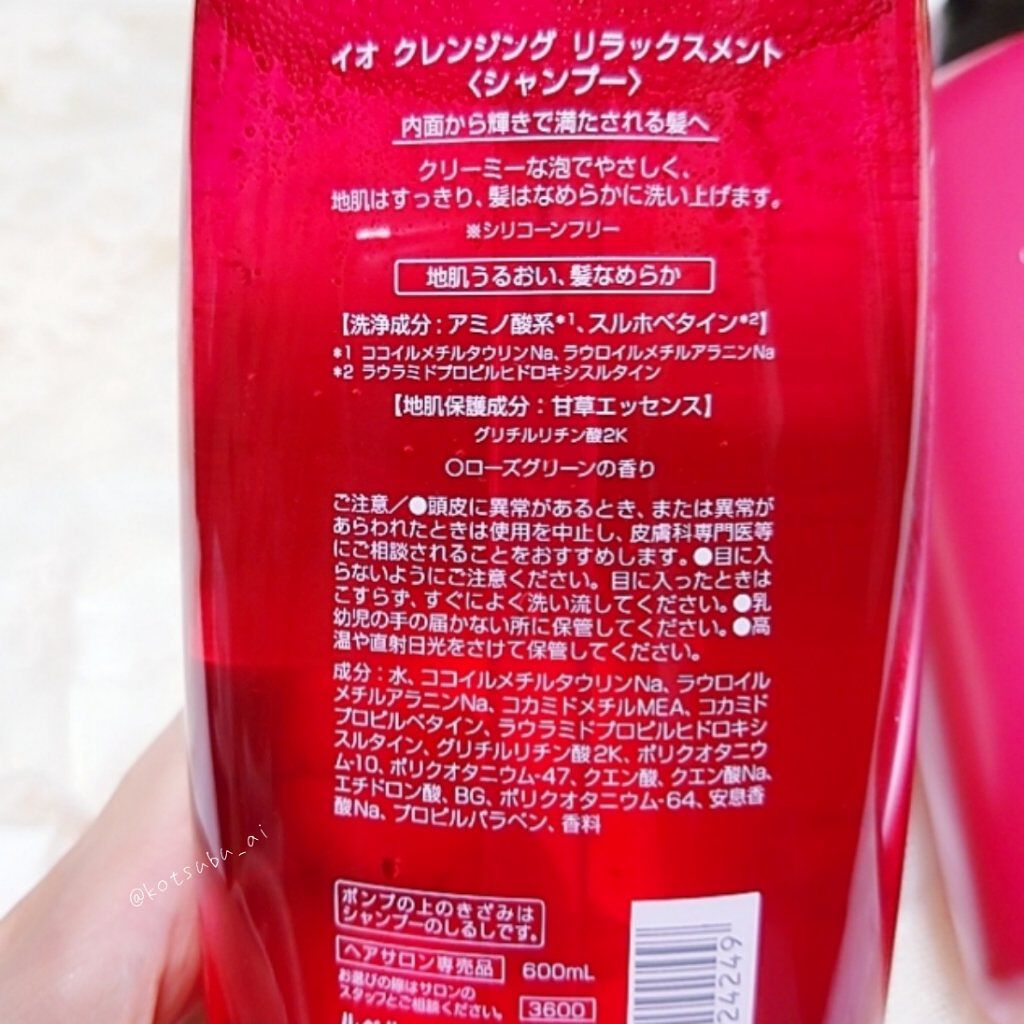 イオ クレンジング リラックスメント
〈シャンプー〉
内面から輝きで満たされる髪へ
クリーミーな泡でやさしく、
地肌はすっきり、髪はなめらかに洗い上げます。
※シリコーンフリー
地肌うるおい、髪なめらか
【洗浄成分：アミノ酸系*1、スルホベタイン*2】
*1 ココイルメチルタウリンNa、ラウロイルメチルアラニンNa
*2 ラウラミドプロピルヒドロキシスルタイン
【地肌保護成分：甘草エッセンス】
グリチルリチン酸2K
○ローズグリーンの香り
ご注意／●頭皮に異常があるとき、または異常が
あらわれたときは使用を中止し、皮膚科専門医等
にご相談されることをおすすめします。●目に入
らないようにご注意ください。目に入ったときは
こすらず、すぐによく洗い流してください。●乳
幼児の手の届かない所に保管してください。●高
温や直射日光をさけて保管してください。
成分：水、ココイルメチルタウリンNa、ラウロイル
メチルアラニンNa、コカミドメチルMEA、コカミド
プロピルベタイン、ラウラミドプロピルヒドロキシ
スルタイン、グリチルリチン酸2K、ポリクオタニウ
ム-10、ポリクオタニウム-47、クエン酸、クエン酸Na、
エチドロン酸、BG、ポリクオタニウム-64、安息香
酸Na、プロピルパラベン、香料
@kotsubu_ai
ポンプの上のきざみは
シャンプーのしるしです。
ヘアサロン専売品 600mL
お選びの際はサロンの
スタッフとご相談ください。 3600
24249